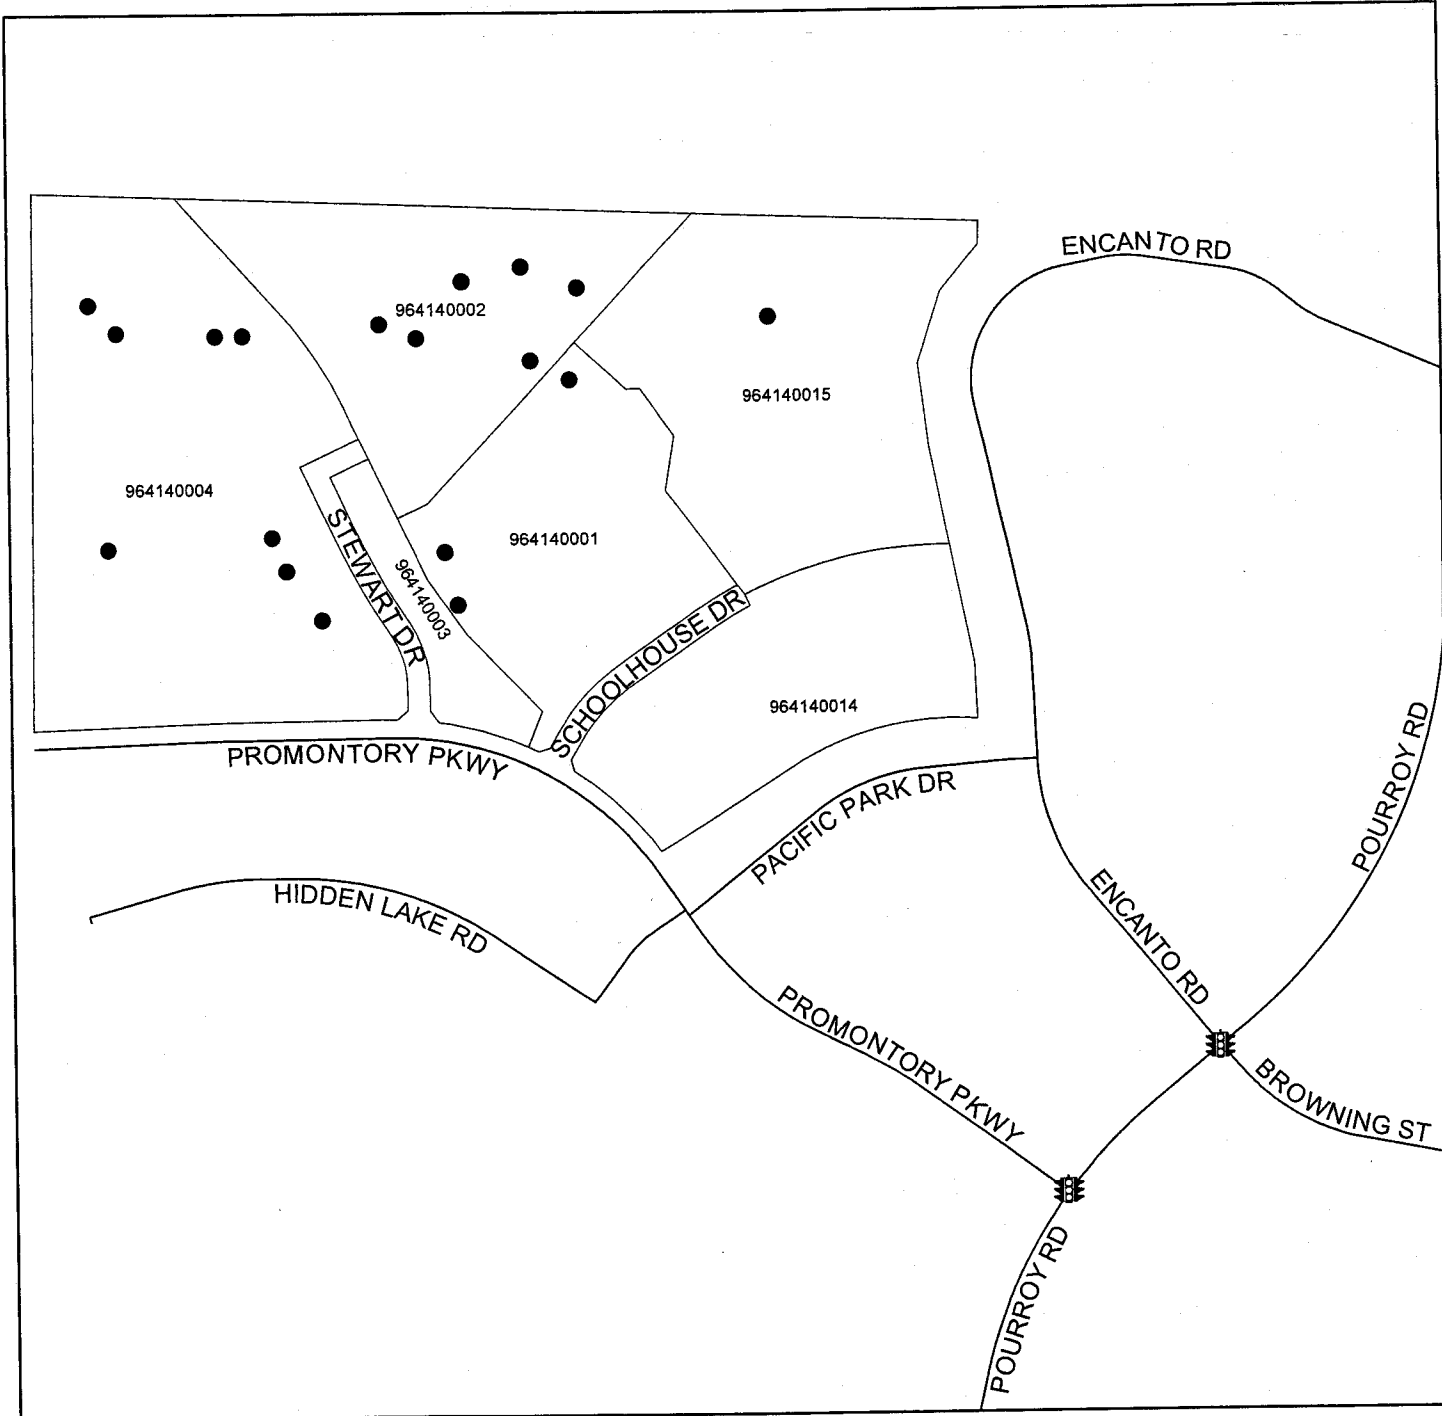 ENCANTO RD
964140002
964140015
964140004
STEWART DR
964140001
964140003
SCHOOLHOUSE DR
964140014
PROMONTORY PKWY
POURROY RD
PACIFIC PARK DR
HIDDEN LAKE RD
ENCANTO RD
PROMONTORY PKWY
BROWNING ST
POURROY RD